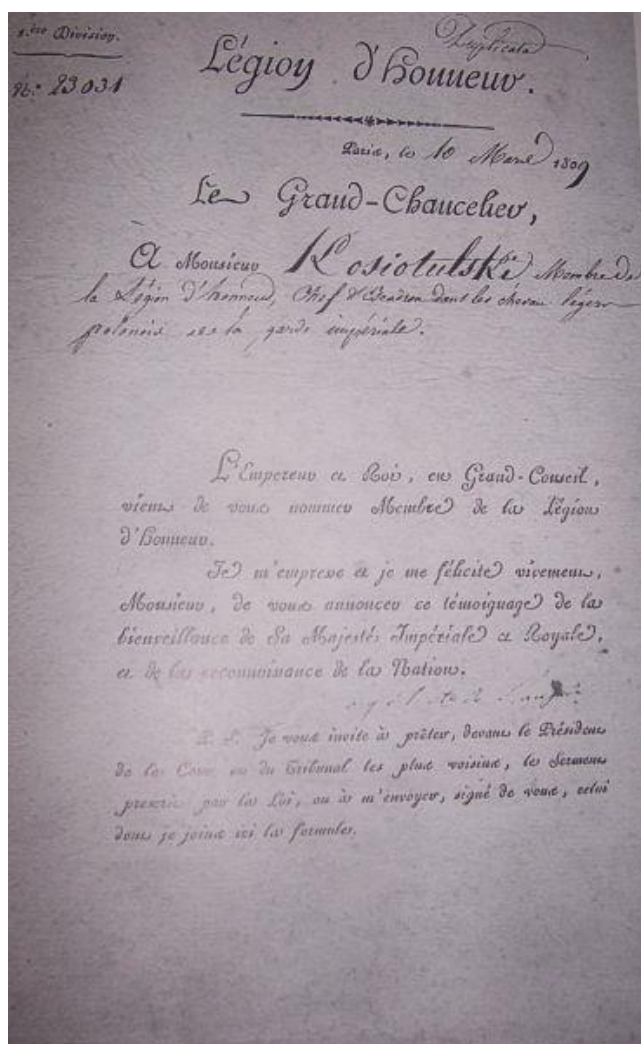 1.ère Division.
Duplicata
N.º 23031
Légion d'Honneur.
Paris, le 10 Mars 1809
Le Grand-Chancelier,
A Monsieur Kosiotulski, Membre de
la Légion d'honneur, Chef d'Escadron dans les chevau légers
polonais de la garde impériale.
L'Empereur et Roi, en Grand-Conseil,
vient de vous nommer Membre de la Légion
d'Honneur.
Je m'empresse et je me félicite vivement,
Monsieur, de vous annoncer ce témoignage de la
bienveillance de Sa Majesté Impériale et Royale,
et de la reconnoissance de la Nation.
P. S. Je vous invite à prêter, devant le Président
de la Cour ou du Tribunal les plus voisins, le Serment
prescrit par la Loi, ou à m'envoyer, signé de vous, celui
dont je joins ici la formule.